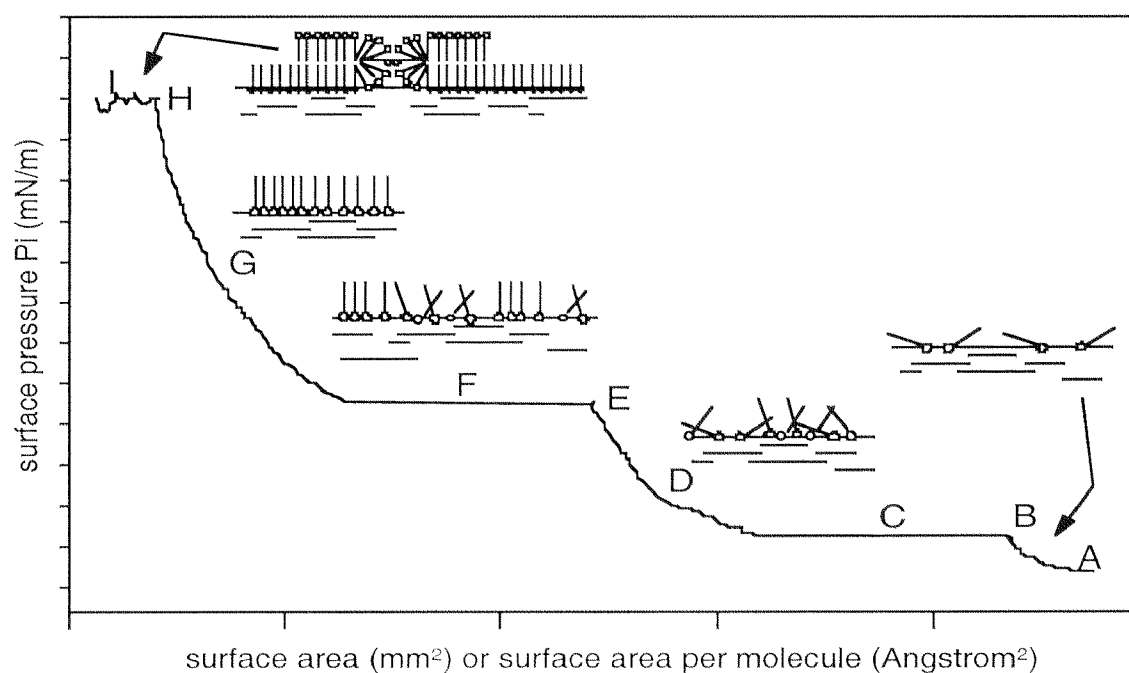 I
H
G
F
E
D
C
B
A
surface pressure Pi (mN/m)
surface area (mm²) or surface area per molecule (Angstrom²)